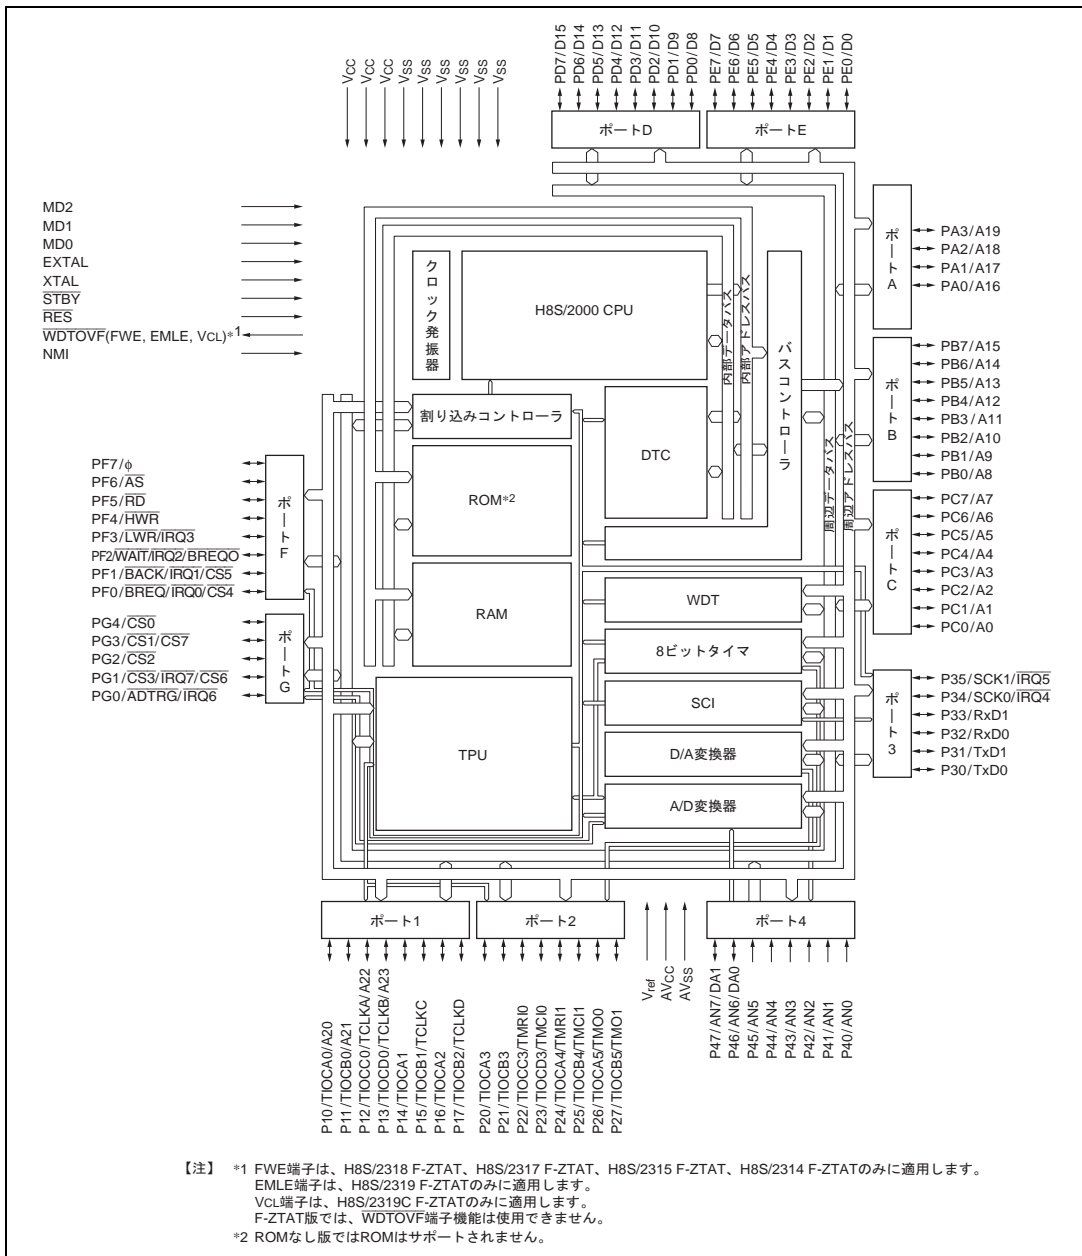 VCC
VCC
VCC
VSS
VSS
VSS
VSS
VSS
VSS
PD7/D15
PD6/D14
PD5/D13
PD4/D12
PD3/D11
PD2/D10
PD1/D9
PD0/D8
PE7/D7
PE6/D6
PE5/D5
PE4/D4
PE3/D3
PE2/D2
PE1/D1
PE0/D0
ポートD
ポートE
MD2
MD1
MD0
EXTAL
XTAL
STBY
RES
WDTOVF(FWE, EMLE, VCL)*1
NMI
クロック発振器
H8S/2000 CPU
内部データバス
内部アドレスバス
バスコントローラ
ポートA
PA3/A19
PA2/A18
PA1/A17
PA0/A16
割り込みコントローラ
DTC
周辺データバス
周辺アドレスバス
ポートB
PB7/A15
PB6/A14
PB5/A13
PB4/A12
PB3/A11
PB2/A10
PB1/A9
PB0/A8
PF7/φ
PF6/AS
PF5/RD
PF4/HWR
PF3/LWR/IRQ3
PF2/WAIT/IRQ2/BREQO
PF1/BACK/IRQ1/CS5
PF0/BREQ/IRQ0/CS4
ポートF
ROM*2
ポートC
PC7/A7
PC6/A6
PC5/A5
PC4/A4
PC3/A3
PC2/A2
PC1/A1
PC0/A0
RAM
WDT
PG4/CS0
PG3/CS1/CS7
PG2/CS2
PG1/CS3/IRQ7/CS6
PG0/ADTRG/IRQ6
ポートG
8ビットタイマ
TPU
SCI
D/A変換器
A/D変換器
ポート3
P35/SCK1/IRQ5
P34/SCK0/IRQ4
P33/RxD1
P32/RxD0
P31/TxD1
P30/TxD0
ポート1
ポート2
ポート4
P10/TIOCA0/A20
P11/TIOCB0/A21
P12/TIOCC0/TCLKA/A22
P13/TIOCD0/TCLKB/A23
P14/TIOCA1
P15/TIOCB1/TCLKC
P16/TIOCA2
P17/TIOCB2/TCLKD
P20/TIOCA3
P21/TIOCB3
P22/TIOCC3/TMRI0
P23/TIOCD3/TMCI0
P24/TIOCA4/TMRI1
P25/TIOCB4/TMCI1
P26/TIOCA5/TMO0
P27/TIOCB5/TMO1
Vref
AVCC
AVSS
P47/AN7/DA1
P46/AN6/DA0
P45/AN5
P44/AN4
P43/AN3
P42/AN2
P41/AN1
P40/AN0
【注】 *1 FWE端子は、H8S/2318 F-ZTAT、H8S/2317 F-ZTAT、H8S/2315 F-ZTAT、H8S/2314 F-ZTATのみに適用します。
EMLE端子は、H8S/2319 F-ZTATのみに適用します。
VCL端子は、H8S/2319C F-ZTATのみに適用します。
F-ZTAT版では、WDTOVF端子機能は使用できません。
*2 ROMなし版ではROMはサポートされません。